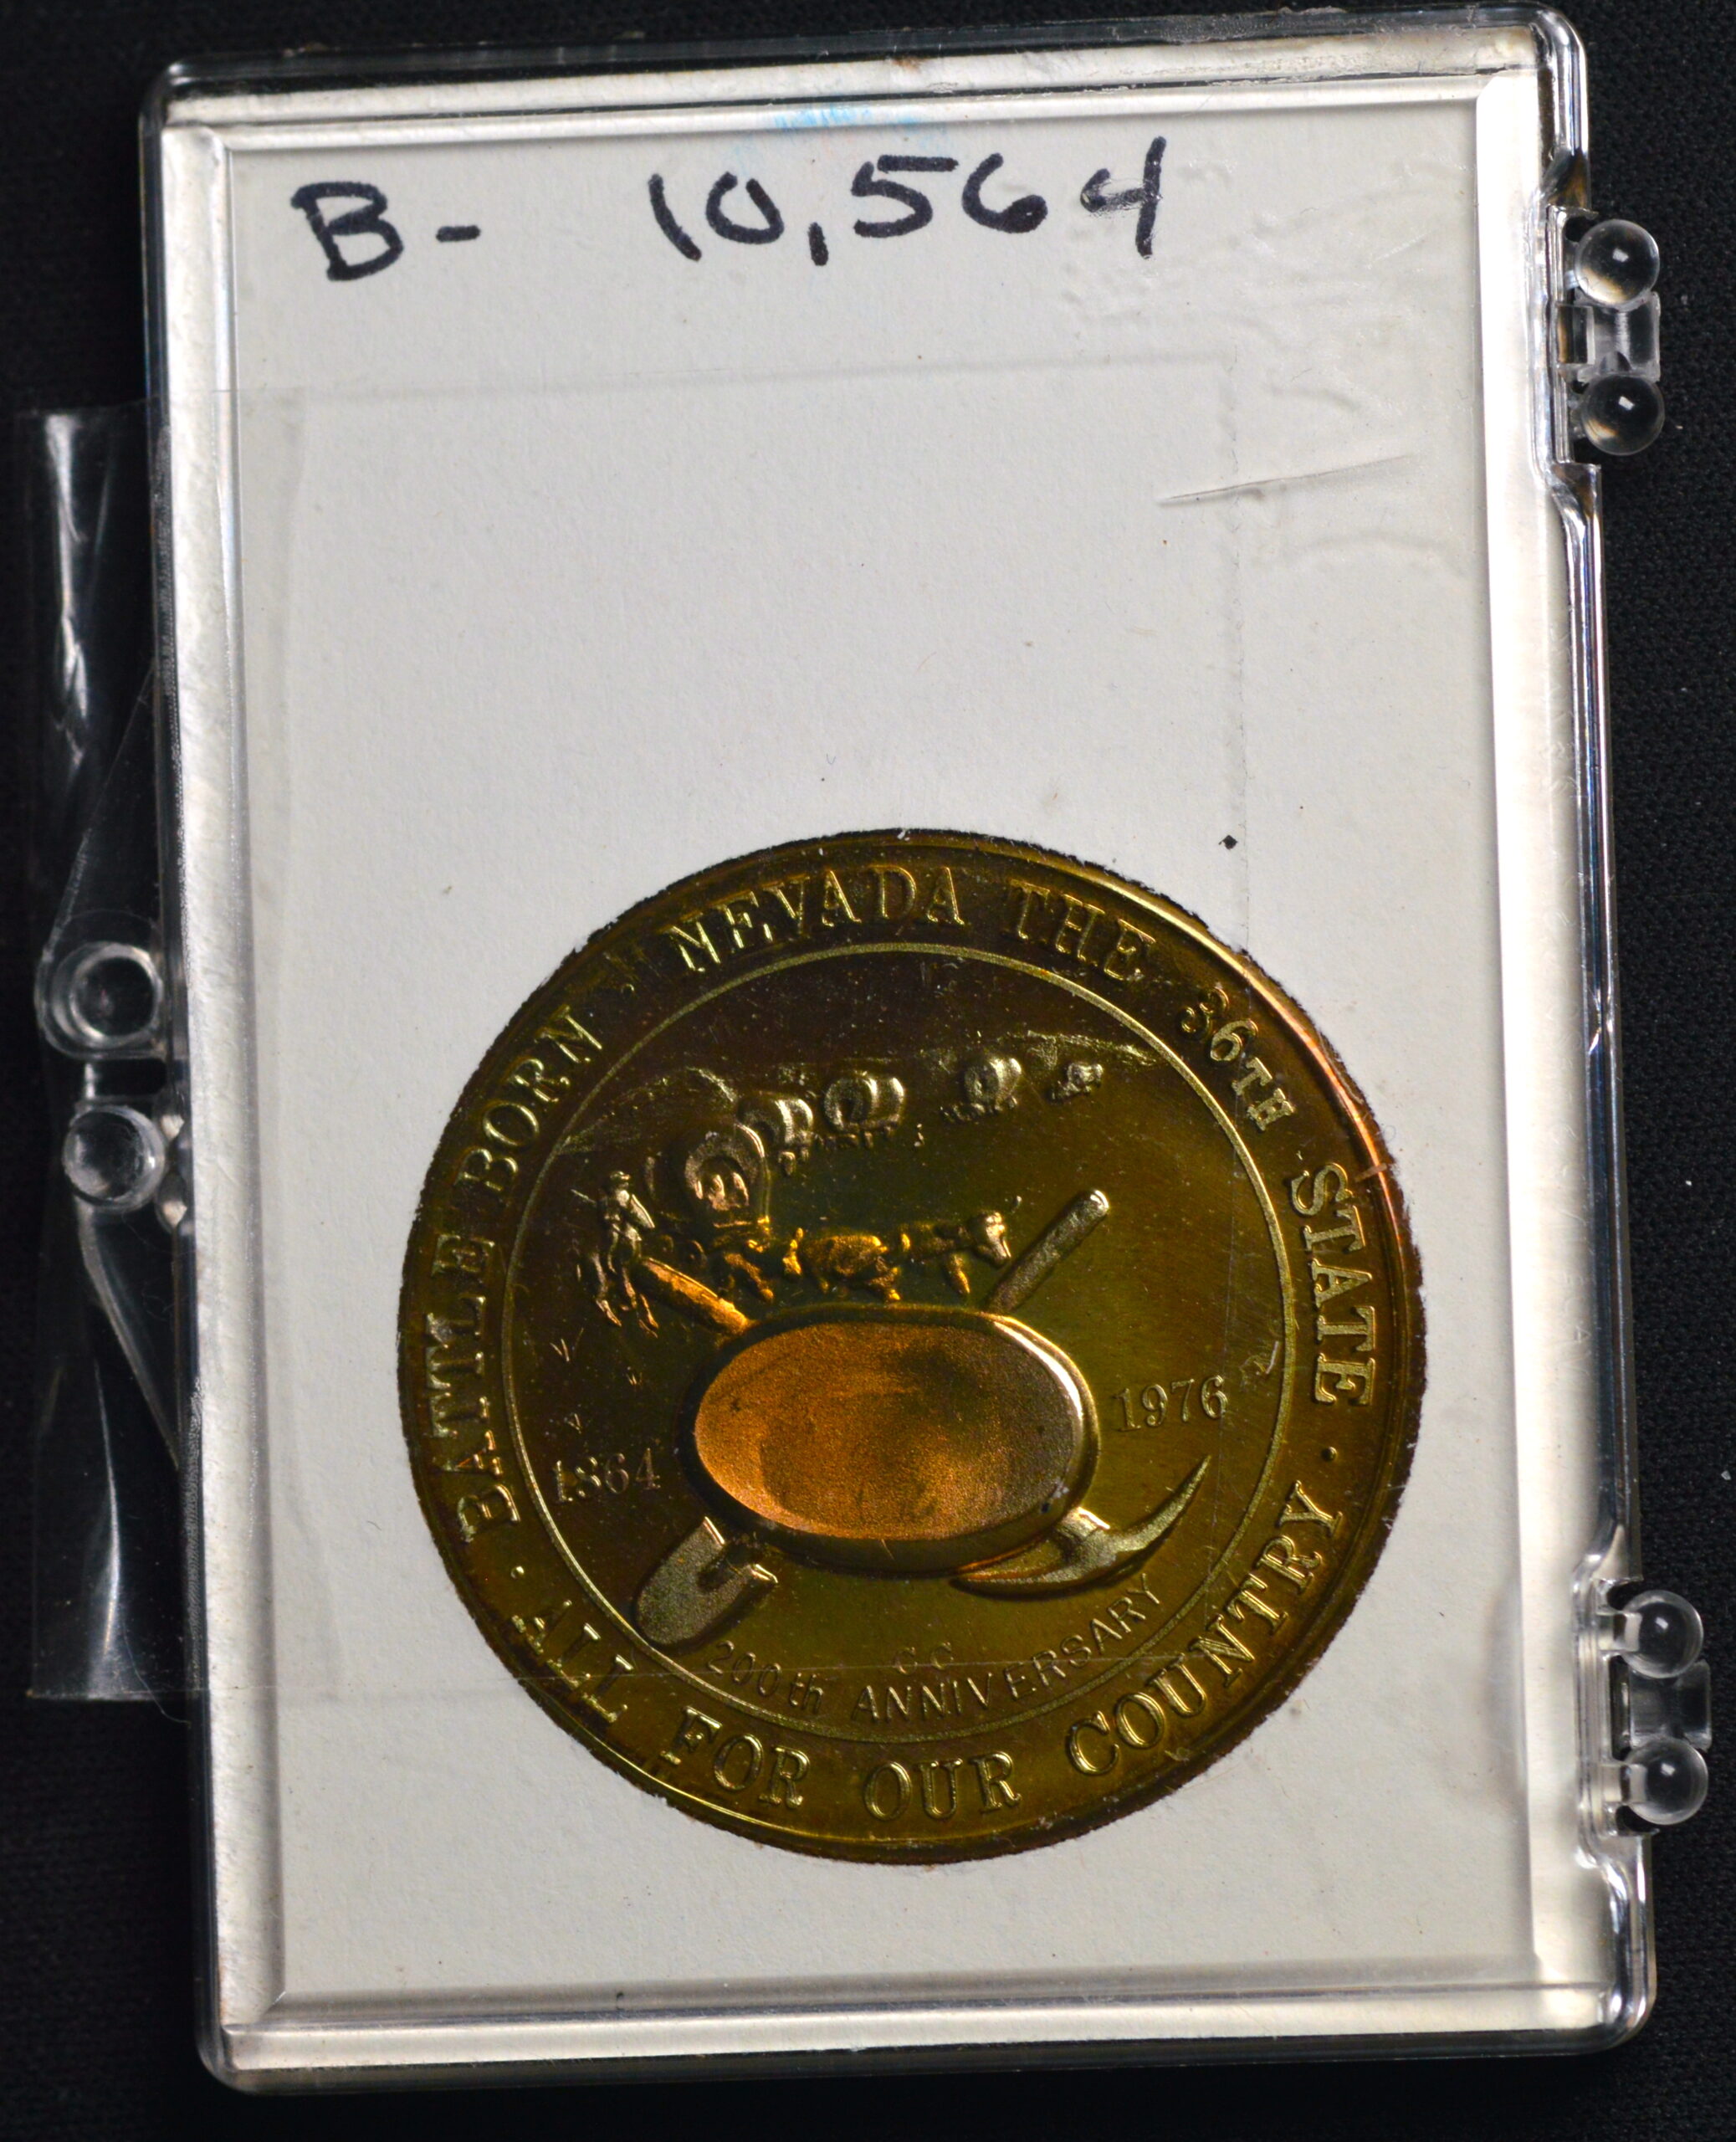 B- 10,564
BATTLE BORN NEVADA THE 36TH STATE
1864
1976
CC
200th ANNIVERSARY
· ALL FOR OUR COUNTRY ·